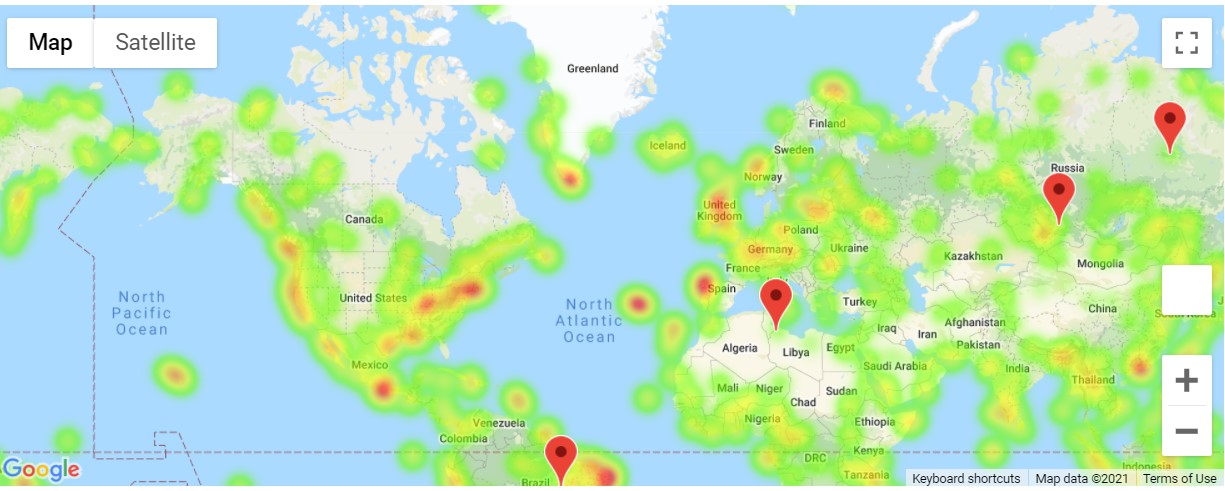 Map
Satellite
Greenland
Finland
Iceland
Sweden
Russia
Norway
United
Kingdom
Canada
Poland
Germany
Ukraine
Kazakhstan
Mongolia
France
Spain
North
Pacific
Ocean
United States
North
Atlantic
Ocean
Turkey
China
South Korea
Iraq
Iran
Afghanistan
Pakistan
Algeria
Libya
Egypt
Mexico
Saudi Arabia
India
Thailand
Mali
Niger
Chad
Sudan
Venezuela
Colombia
Nigeria
Ethiopia
DRC
Kenya
Tanzania
Indonesia
Brazil
Google
Keyboard shortcuts
Map data ©2021
Terms of Use